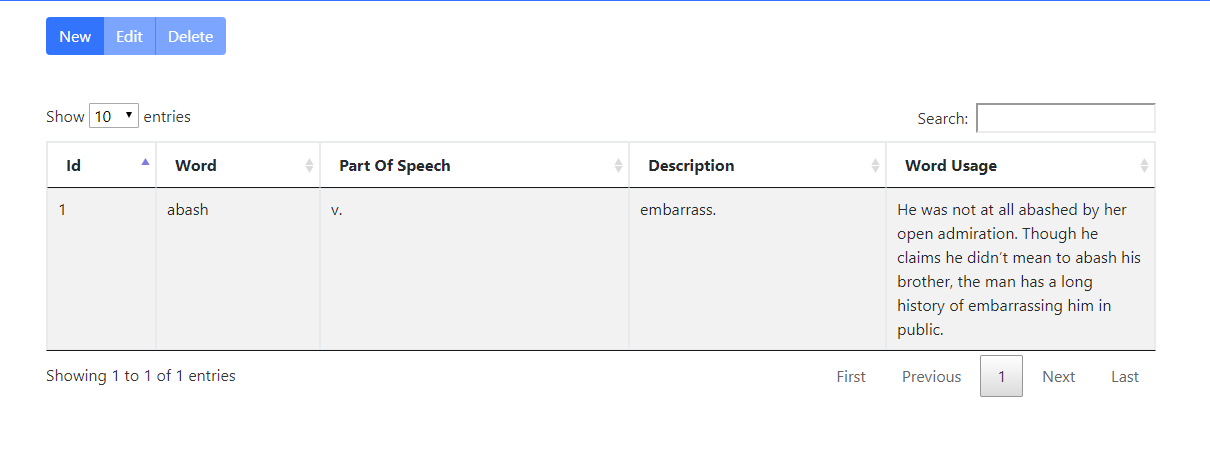 New Edit Delete
Show 10 entries Search:
Id Word Part Of Speech Description Word Usage
1 abash v. embarrass. He was not at all abashed by her
open admiration. Though he
claims he didn't mean to abash his
brother, the man has a long
history of embarrassing him in
public.
Showing 1 to 1 of 1 entries First Previous 1 Next Last